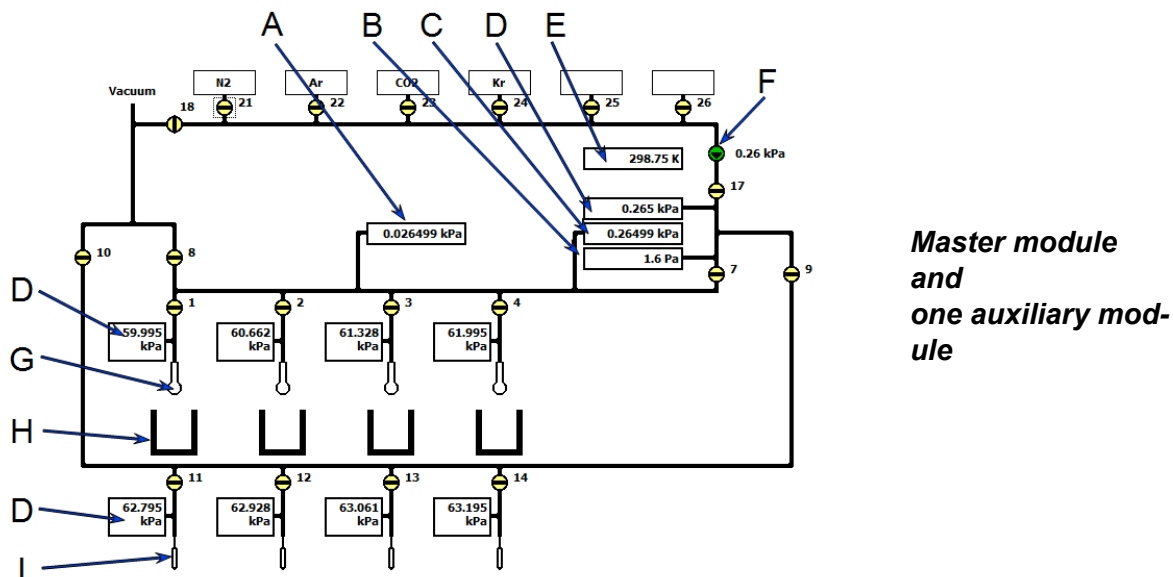 A
B
C
D
E
F
N2
Ar
CO2
Kr
Vacuum
18
21
22
23
24
25
26
298.75 K
0.26 kPa
17
0.265 kPa
0.026499 kPa
0.26499 kPa
1.6 Pa
10
8
7
9
Master module
and
one auxiliary mod-
ule
D
1
2
3
4
59.995
kPa
60.662
kPa
61.328
kPa
61.995
kPa
G
H
11
12
13
14
D
62.795
kPa
62.928
kPa
63.061
kPa
63.195
kPa
I